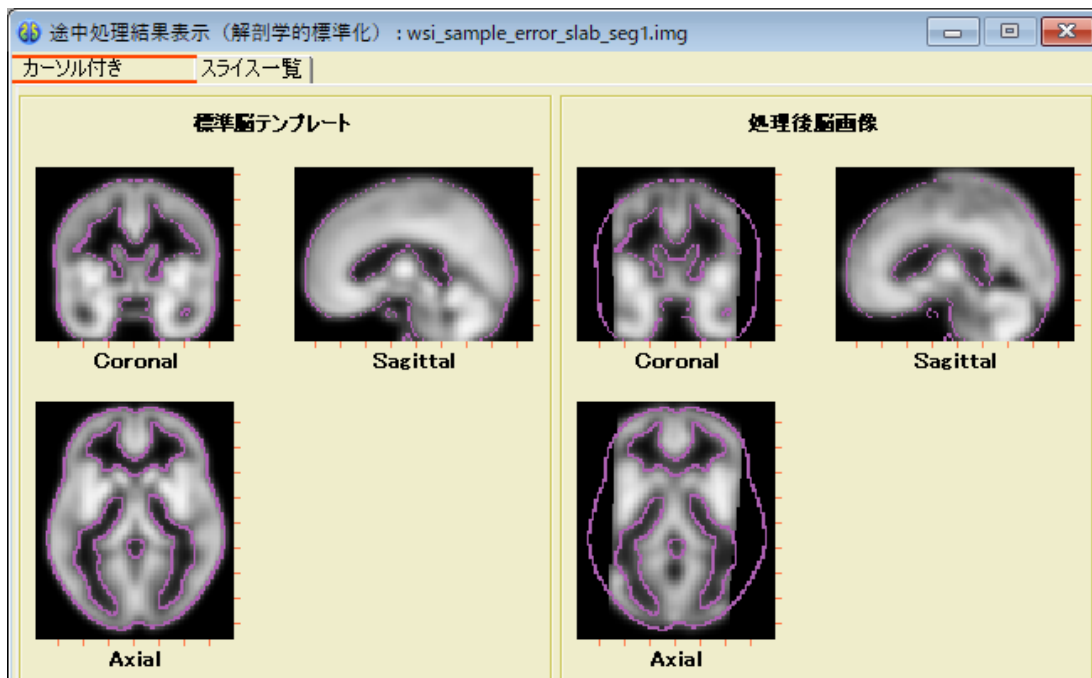 途中処理結果表示（解剖学的標準化）: wsi_sample_error_slab_seg1.img
カーソル付き
スライス一覧
標準脳テンプレート
処理後脳画像
Coronal
Sagittal
Coronal
Sagittal
Axial
Axial